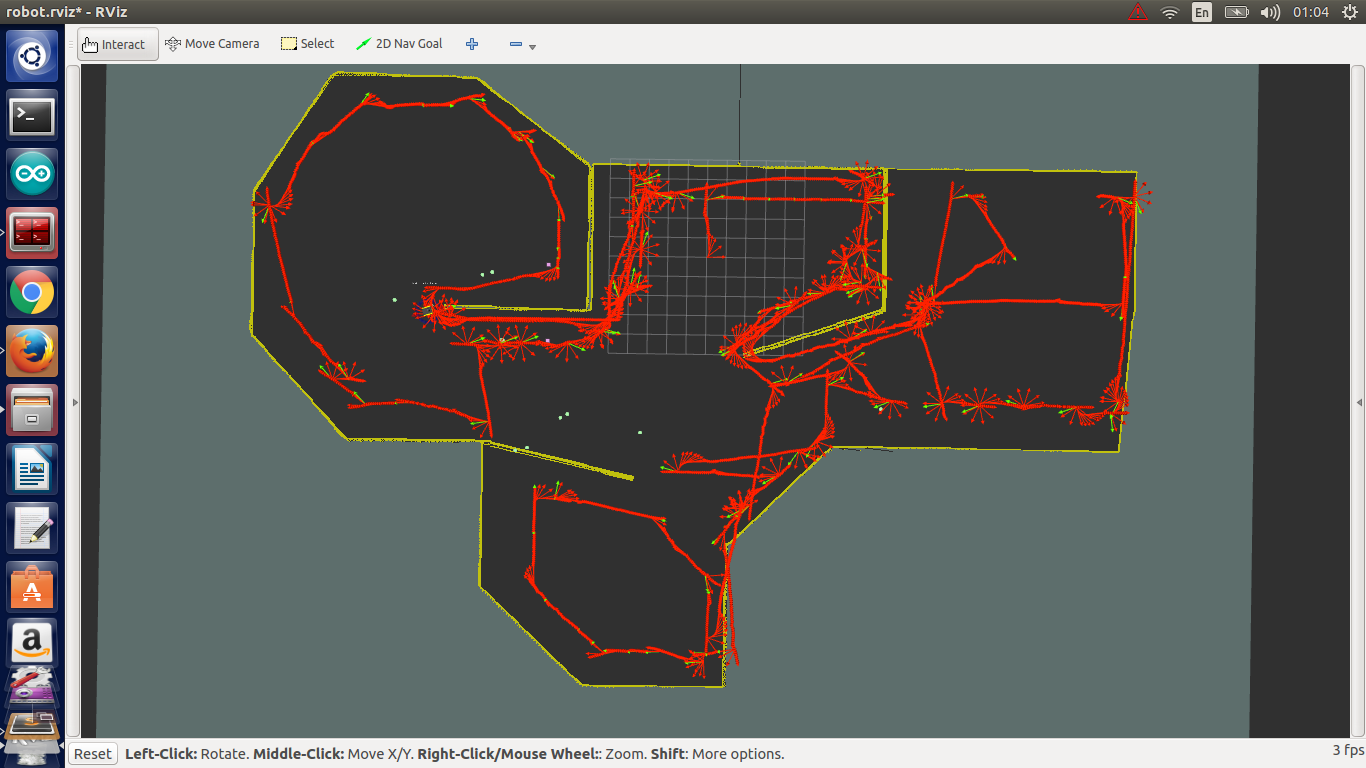 robot.rviz* - RViz
En
01:04
Interact
Move Camera
Select
2D Nav Goal
Reset
Left-Click: Rotate. Middle-Click: Move X/Y. Right-Click/Mouse Wheel:: Zoom. Shift: More options.
3 fps